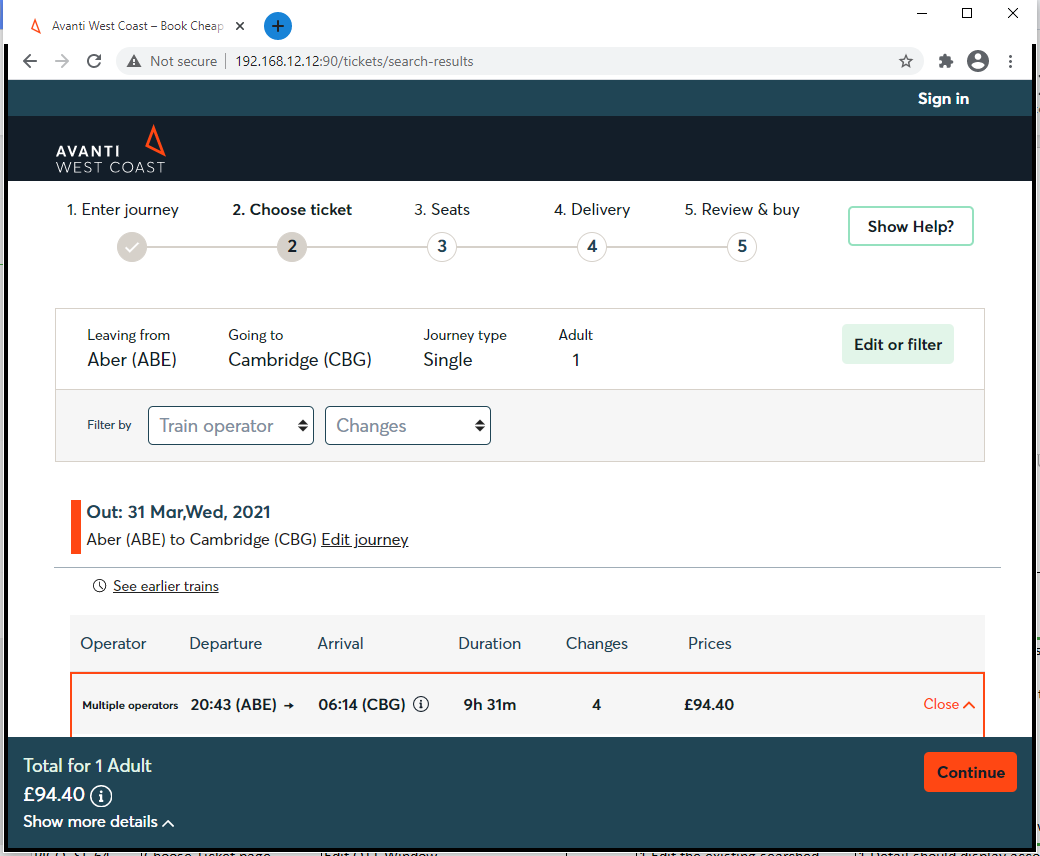 Avanti West Coast – Book Cheap
Not secure
192.168.12.12:90/tickets/search-results
Sign in
AVANTI
WEST COAST
1. Enter journey
2. Choose ticket
3. Seats
4. Delivery
5. Review & buy
Show Help?
2
3
4
5
Leaving from
Going to
Journey type
Adult
Aber (ABE)
Cambridge (CBG)
Single
1
Edit or filter
Filter by
Train operator
Changes
Out: 31 Mar,Wed, 2021
Aber (ABE) to Cambridge (CBG) Edit journey
See earlier trains
Operator
Departure
Arrival
Duration
Changes
Prices
Multiple operators
20:43 (ABE) →
06:14 (CBG)
9h 31m
4
£94.40
Close
Total for 1 Adult
£94.40
Continue
Show more details